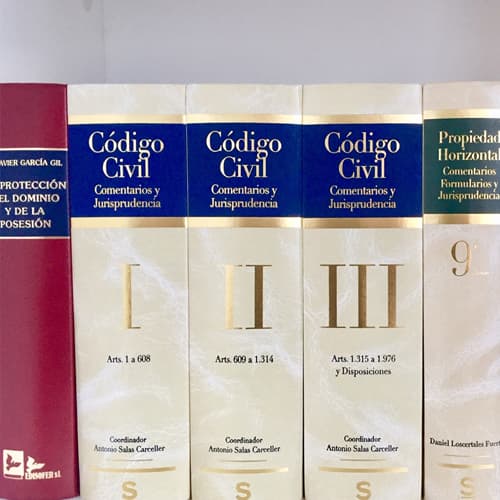 AVIER GARCÍA GIL
PROTECCIÓN
EL DOMINIO
Y DE LA
POSESIÓN
EDISOFER s.l.
Código
Civil
Comentarios y
Jurisprudencia
I
Arts. 1 a 608
Coordinador
Antonio Salas Carceller
S
Código
Civil
Comentarios y
Jurisprudencia
II
Arts. 609 a 1.314
Coordinador
Antonio Salas Carceller
S
Código
Civil
Comentarios y
Jurisprudencia
III
Arts. 1.315 a 1.976
y Disposiciones
Coordinador
Antonio Salas Carceller
S
Propiedad
Horizontal
Comentarios
Formularios y
Jurisprudencia
9
Daniel Loscertales Fuert
S